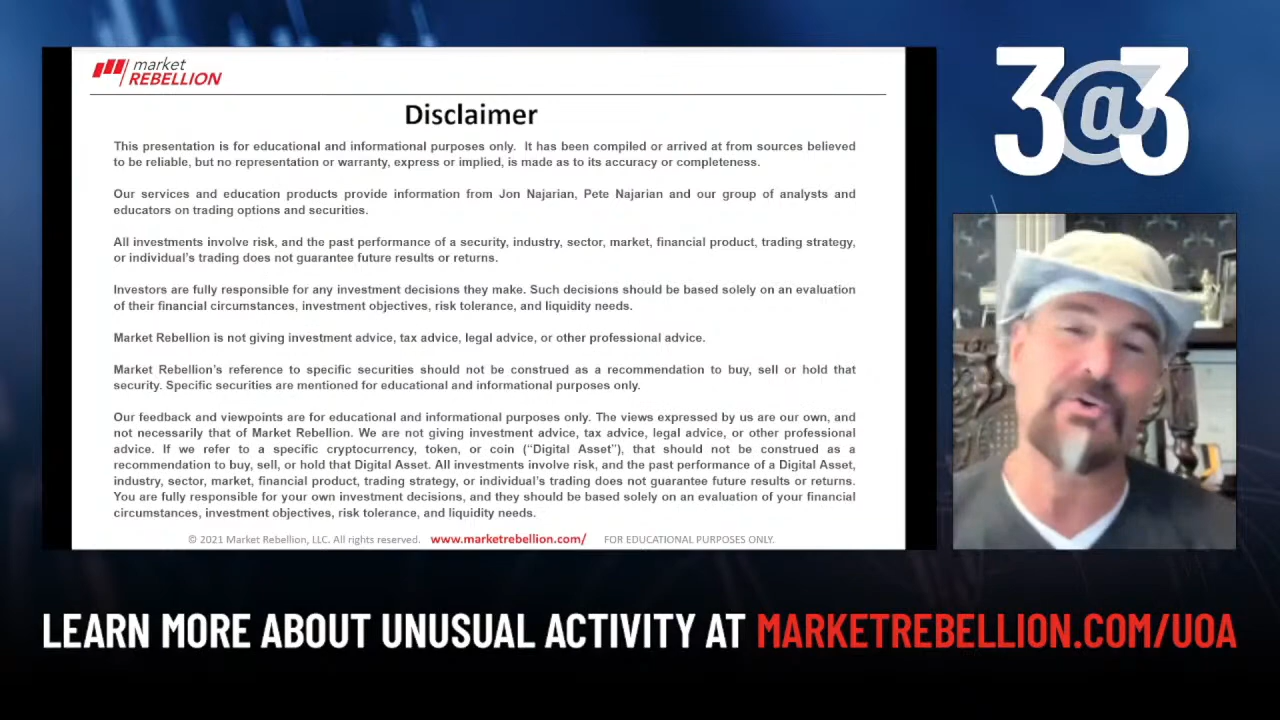 market
REBELLION
Disclaimer
This presentation is for educational and informational purposes only. It has been compiled or arrived at from sources believed
to be reliable, but no representation or warranty, express or implied, is made as to its accuracy or completeness.
Our services and education products provide information from Jon Najarian, Pete Najarian and our group of analysts and
educators on trading options and securities.
All investments involve risk, and the past performance of a security, industry, sector, market, financial product, trading strategy,
or individual's trading does not guarantee future results or returns.
Investors are fully responsible for any investment decisions they make. Such decisions should be based solely on an evaluation
of their financial circumstances, investment objectives, risk tolerance, and liquidity needs.
Market Rebellion is not giving investment advice, tax advice, legal advice, or other professional advice.
Market Rebellion's reference to specific securities should not be construed as a recommendation to buy, sell or hold that
security. Specific securities are mentioned for educational and informational purposes only.
Our feedback and viewpoints are for educational and informational purposes only. The views expressed by us are our own, and
not necessarily that of Market Rebellion. We are not giving investment advice, tax advice, legal advice, or other professional
advice. If we refer to a specific cryptocurrency, token, or coin ("Digital Asset"), that should not be construed as a
recommendation to buy, sell, or hold that Digital Asset. All investments involve risk, and the past performance of a Digital Asset,
industry, sector, market, financial product, trading strategy, or individual's trading does not guarantee future results or returns.
You are fully responsible for your own investment decisions, and they should be based solely on an evaluation of your financial
circumstances, investment objectives, risk tolerance, and liquidity needs.
© 2021 Market Rebellion, LLC. All rights reserved. www.marketrebellion.com/ FOR EDUCATIONAL PURPOSES ONLY.
3@3
LEARN MORE ABOUT UNUSUAL ACTIVITY AT MARKETREBELLION.COM/UOA